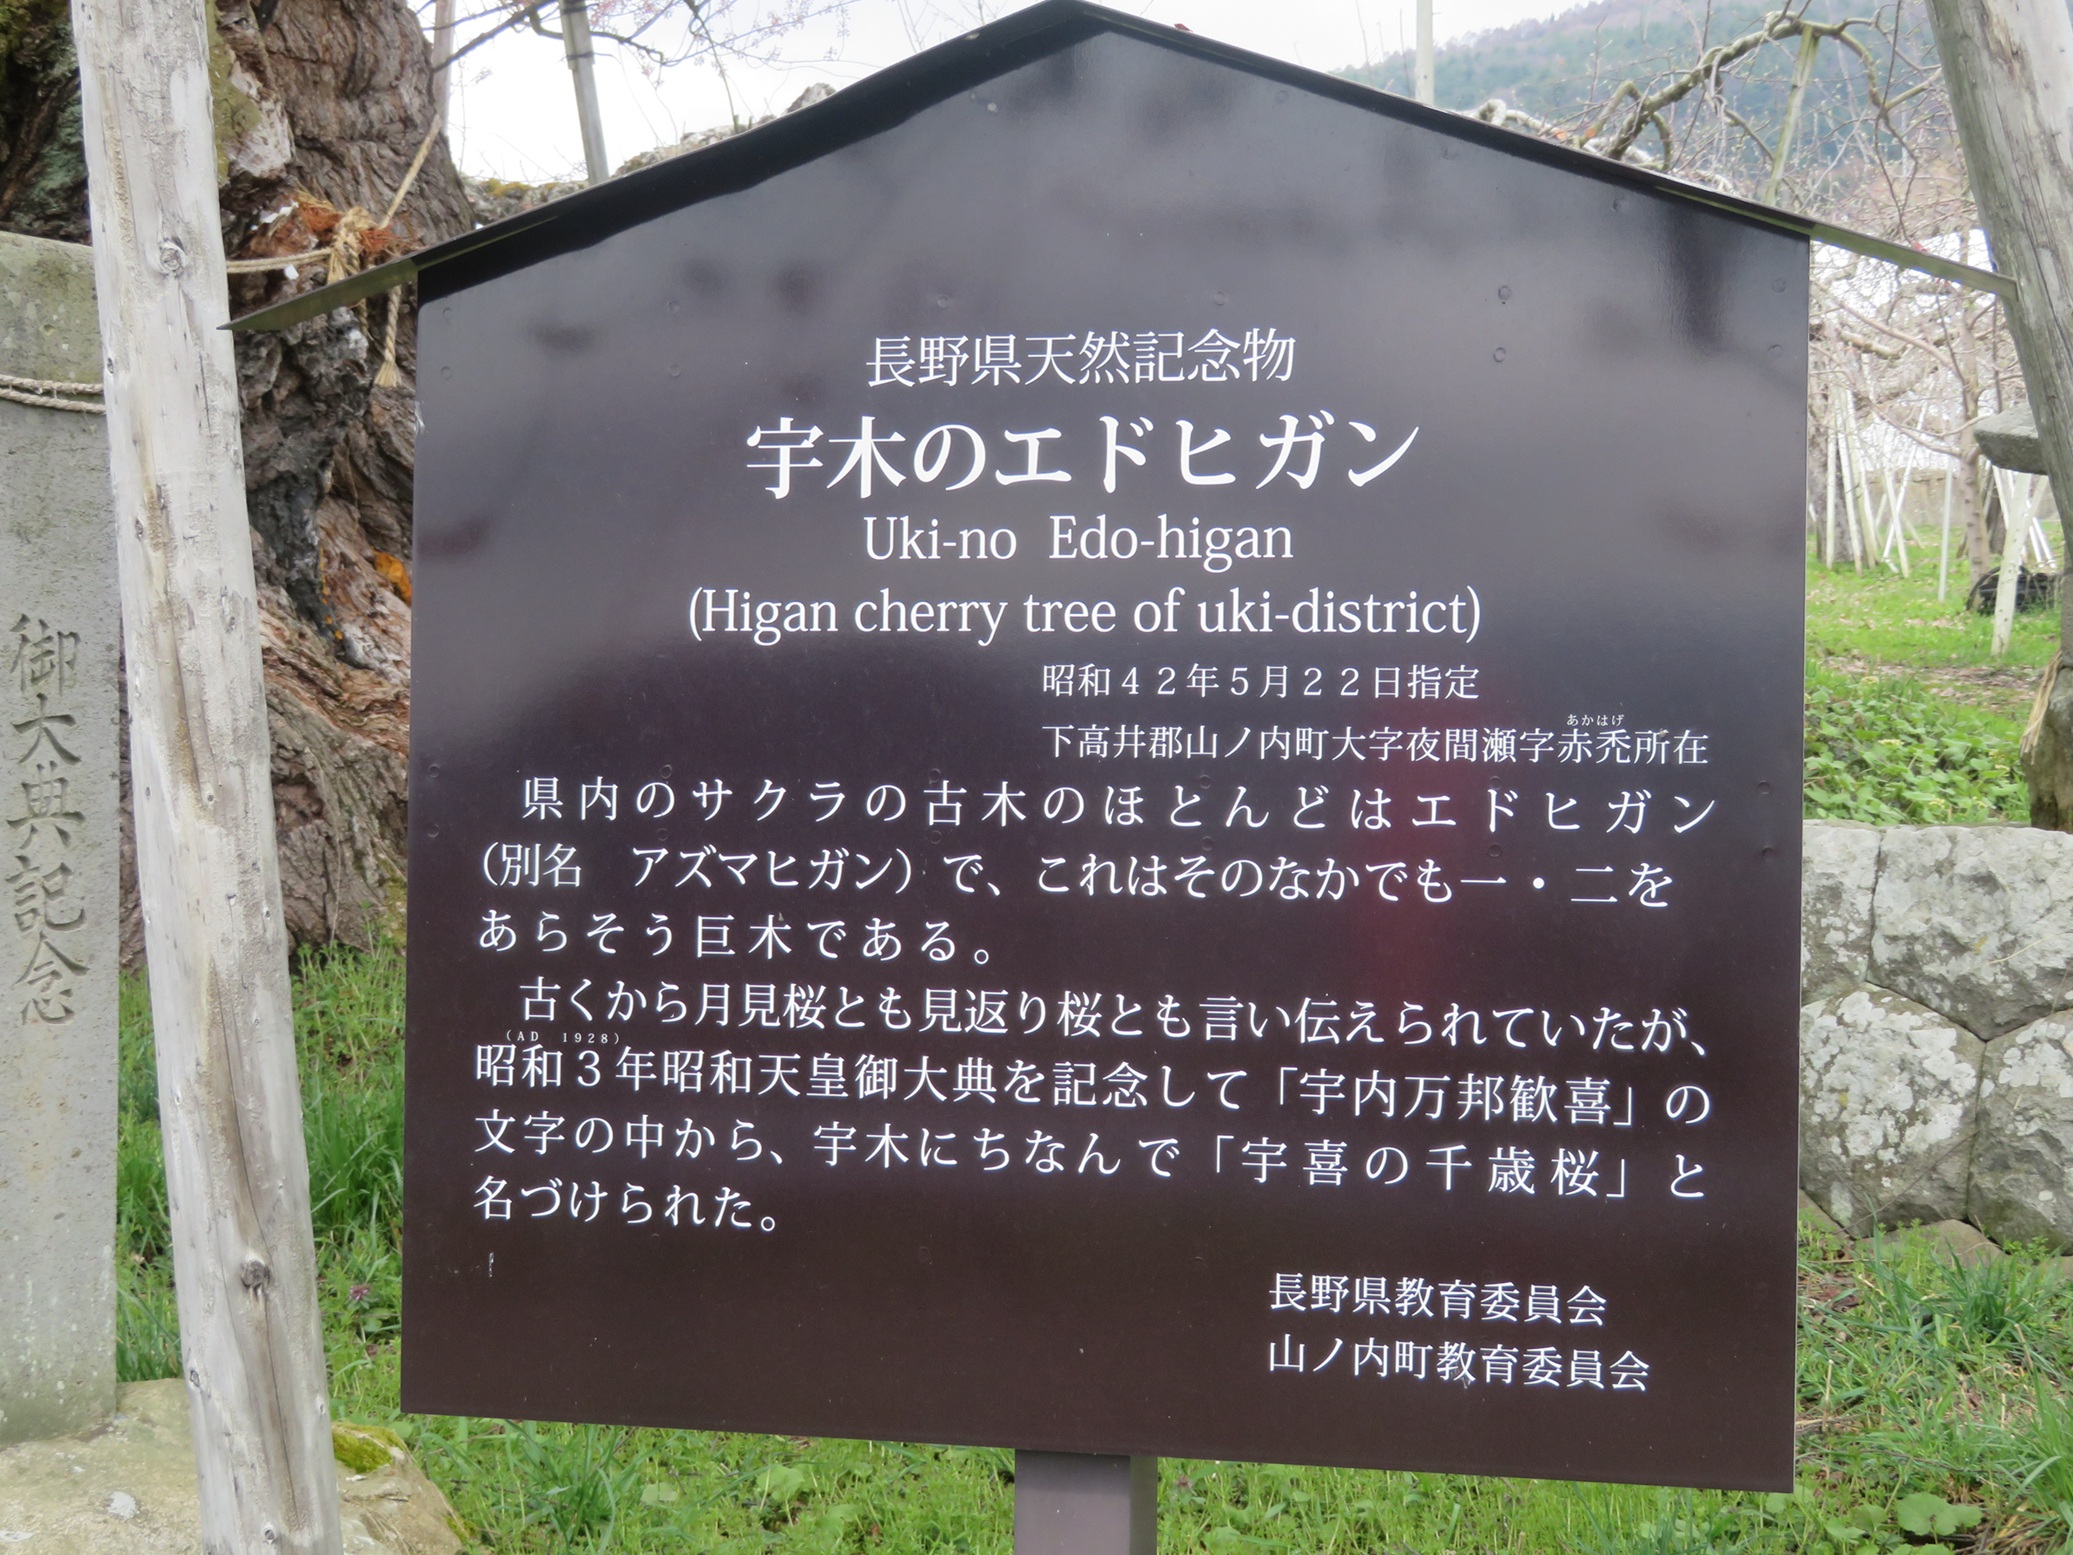 長野県天然記念物
宇木のエドヒガン
Uki-no Edo-higan
(Higan cherry tree of uki-district)
昭和４２年５月２２日指定
あかはげ
下高井郡山ノ内町大字夜間瀬字赤禿所在
県内のサクラの古木のほとんどはエドヒガン
（別名　アズマヒガン）で、これはそのなかでも一・二を
あらそう巨木である。
古くから月見桜とも見返り桜とも言い伝えられていたが、
(AD 1928)
昭和３年昭和天皇御大典を記念して「宇内万邦歓喜」の
文字の中から、宇木にちなんで「宇喜の千歳桜」と
名づけられた。
長野県教育委員会
山ノ内町教育委員会
御大典記念